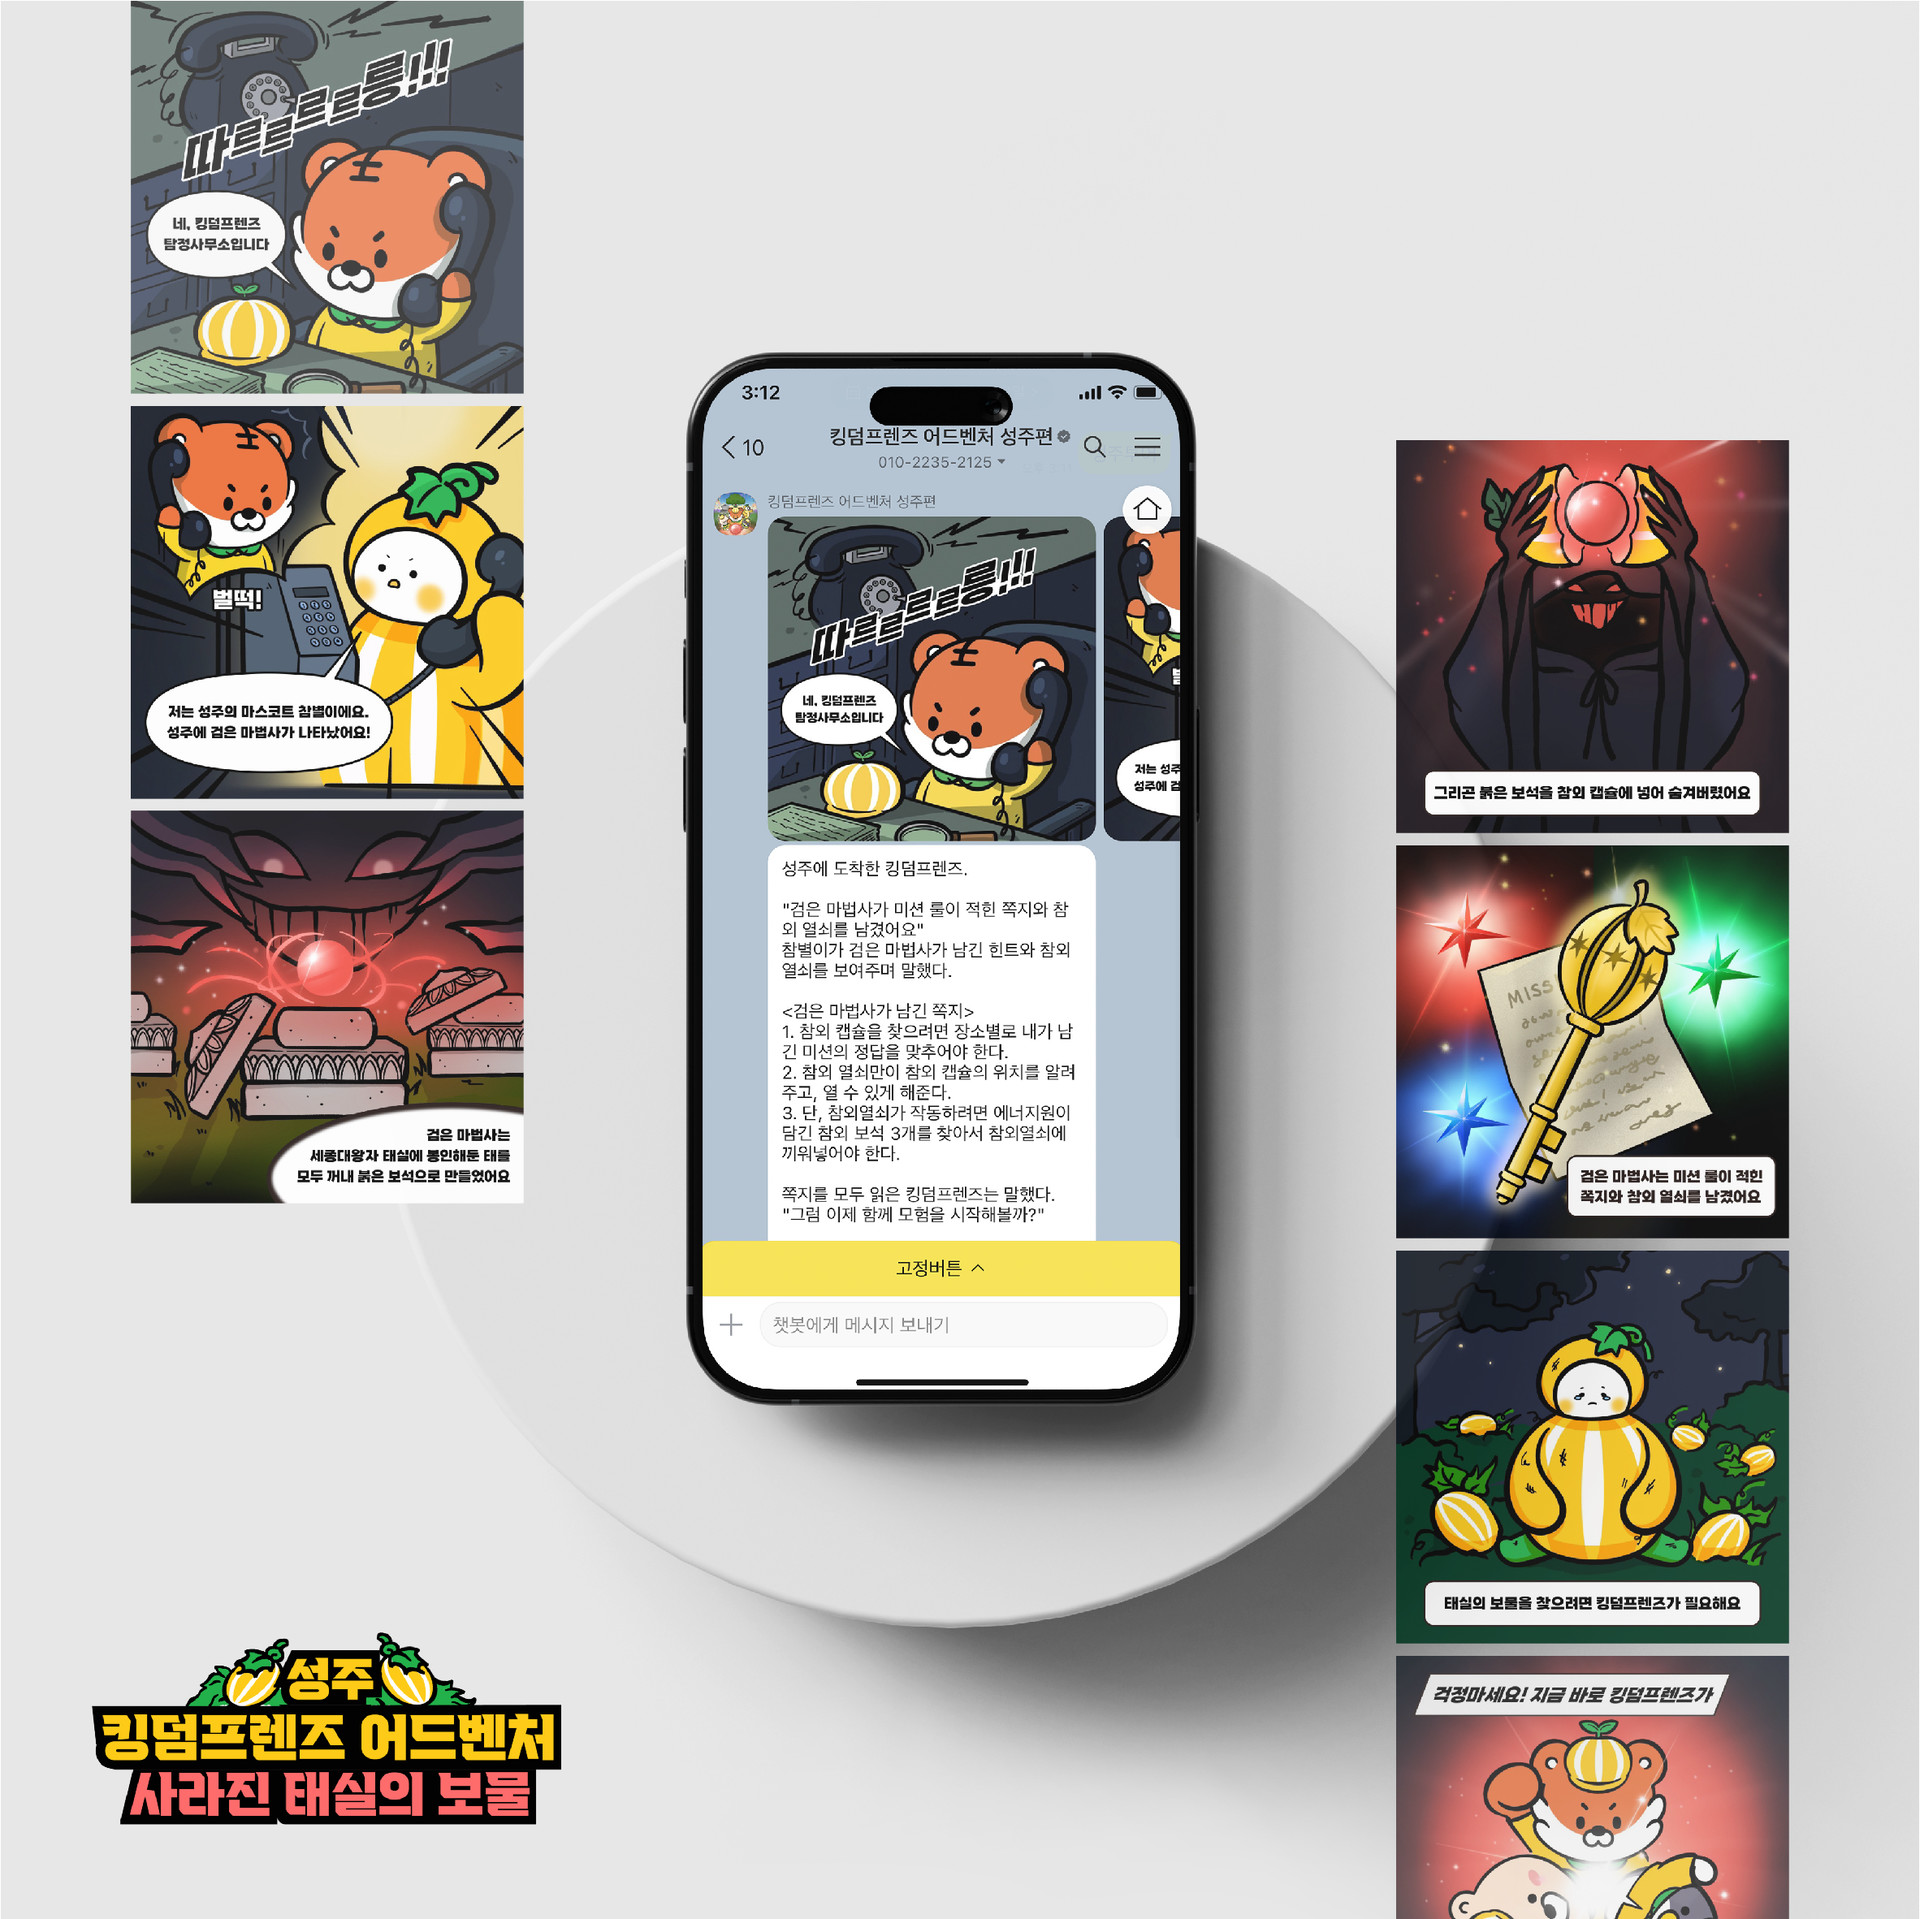 따르르르르릉!!!
네, 킹덤프렌즈
탐정사무소입니다
벌떡!
저는 성주의 마스코트 참별이에요.
성주에 검은 마법사가 나타났어요!
검은 마법사는
세종대왕자 태실에 봉인해둔 태를
모두 꺼내 붉은 보석으로 만들었어요
성주
킹덤프렌즈 어드벤처
사라진 태실의 보물
3:12
10
킹덤프렌즈 어드벤처 성주편
010-2235-2125
킹덤프렌즈 어드벤처 성주편
따르르르르릉!!!
네, 킹덤프렌즈
탐정사무소입니다
저는 성주
성주에 검
성주에 도착한 킹덤프렌즈.
"검은 마법사가 미션 룰이 적힌 쪽지와 참
외 열쇠를 남겼어요"
참별이가 검은 마법사가 남긴 힌트와 참외
열쇠를 보여주며 말했다.
<검은 마법사가 남긴 쪽지>
1. 참외 캡슐을 찾으려면 장소별로 내가 남
긴 미션의 정답을 맞추어야 한다.
2. 참외 열쇠만이 참외 캡슐의 위치를 알려
주고, 열 수 있게 해준다.
3. 단, 참외열쇠가 작동하려면 에너지원이
담긴 참외 보석 3개를 찾아서 참외열쇠에
끼워넣어야 한다.
쪽지를 모두 읽은 킹덤프렌즈는 말했다.
"그럼 이제 함께 모험을 시작해볼까?"
고정버튼
챗봇에게 메시지 보내기
그리곤 붉은 보석을 참외 캡슐에 넣어 숨겨버렸어요
MISS
검은 마법사는 미션 룰이 적힌
쪽지와 참외 열쇠를 남겼어요
태실의 보물을 찾으려면 킹덤프렌즈가 필요해요
걱정마세요! 지금 바로 킹덤프렌즈가